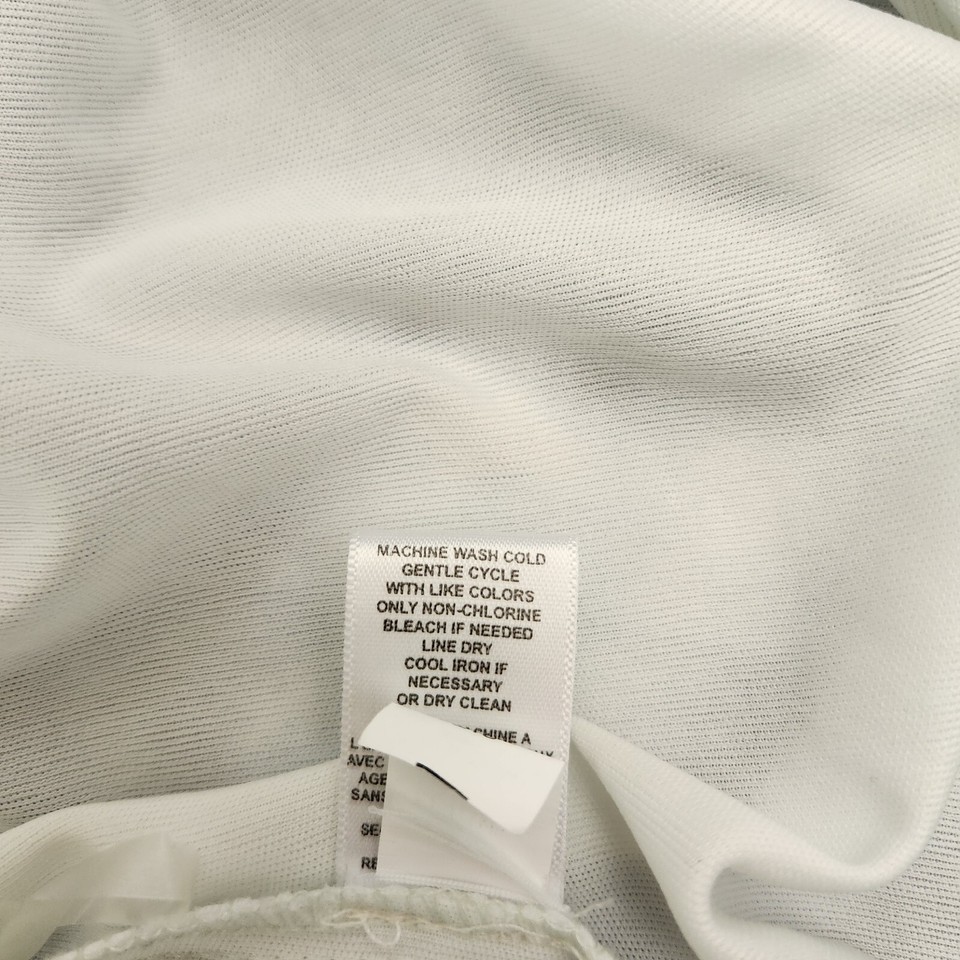 MACHINE WASH COLD
GENTLE CYCLE
WITH LIKE COLORS
ONLY NON-CHLORINE
BLEACH IF NEEDED
LINE DRY
COOL IRON IF
NECESSARY
OR DRY CLEAN
A
AVEC